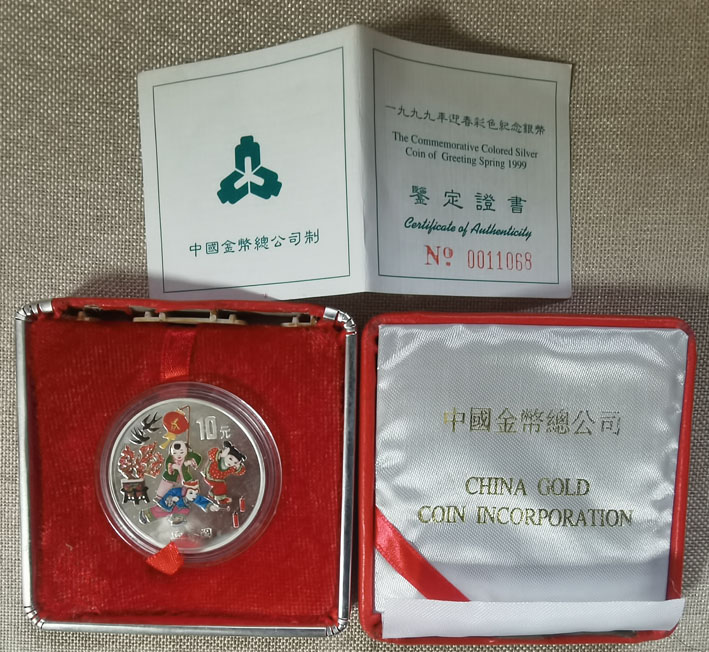 中國金幣總公司制
一九九九年迎春彩色紀念銀幣
The Commemorative Colored Silver
Coin of Greeting Spring 1999
鑒定證書
Certificate of Authenticity
Nº 0011068
10元
中國金幣總公司
CHINA GOLD
COIN INCORPORATION